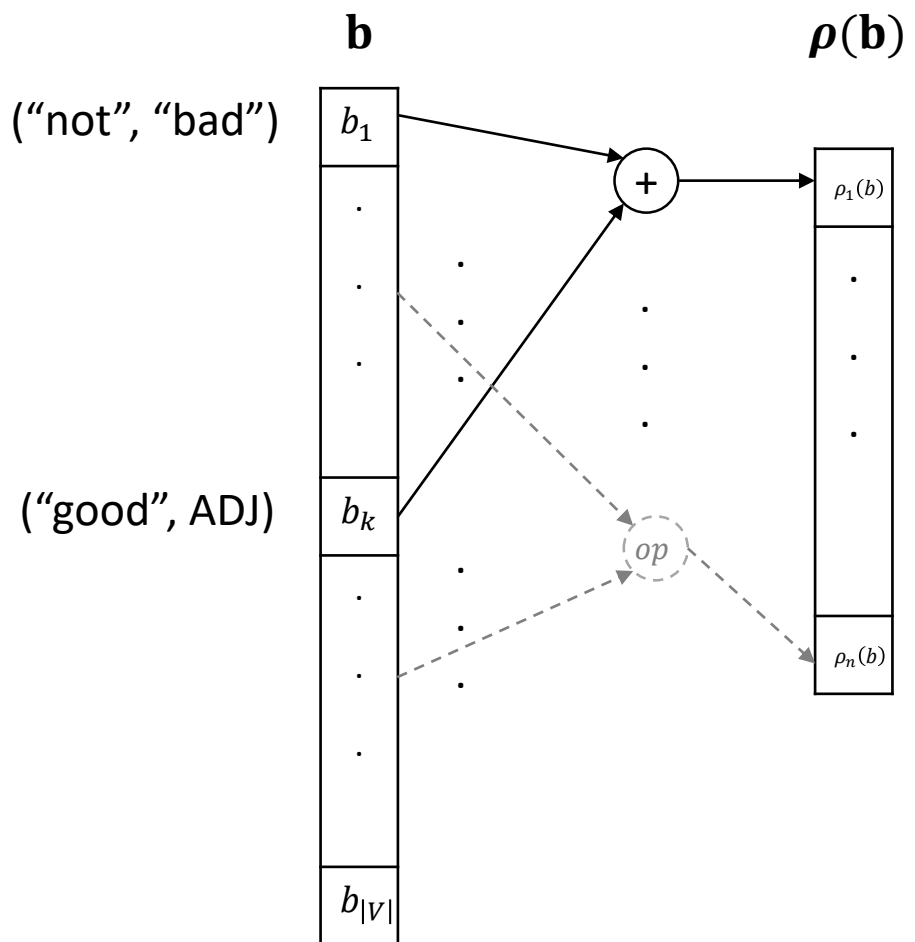 b
ρ(b)
(“not”, “bad”)
b₁
+
ρ₁(b)
(“good”, ADJ)
bₖ
op
ρₙ(b)
b|V|